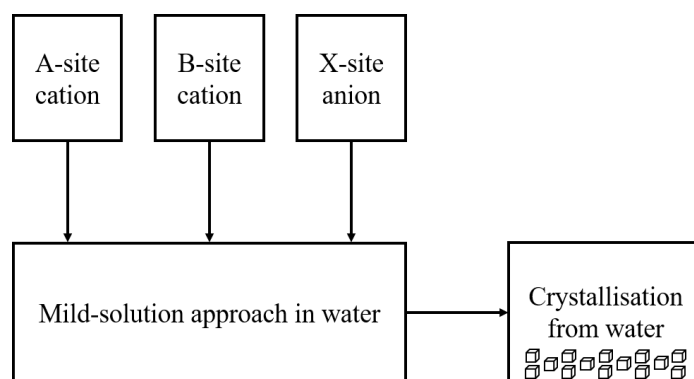 A-site
cation
B-site
cation
X-site
anion
Mild-solution approach in water
Crystallisation
from water